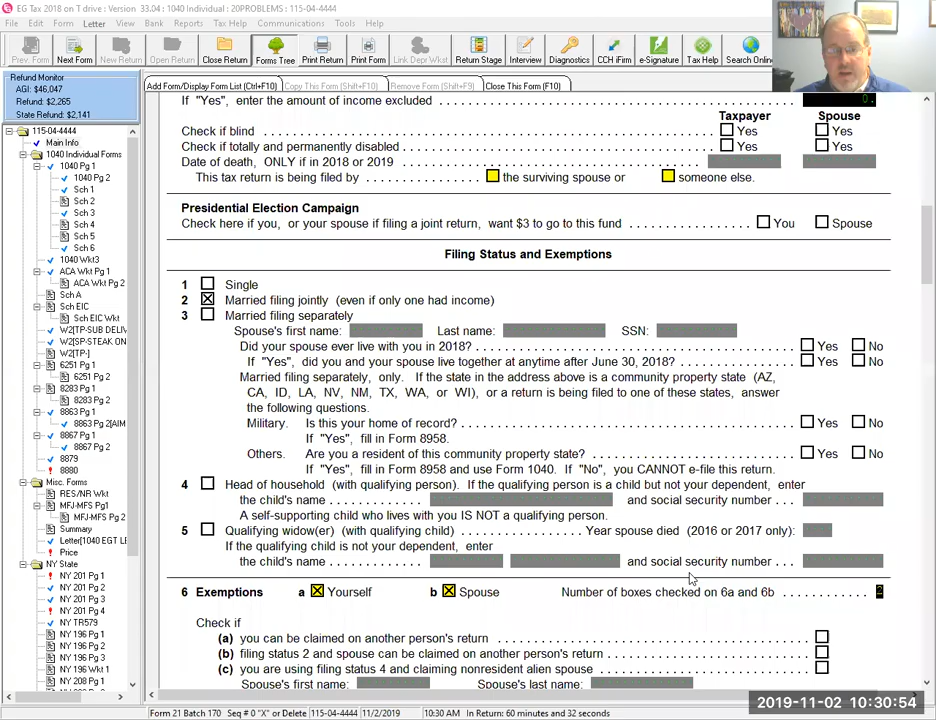 EG Tax 2018 on T drive : Version 33.04 : 1040 Individual : 20PROBLEMS : 115-04-4444
File Edit Form Letter View Bank Reports Tax Help Communications Tools Help
Prev. Form Next Form New Return Open Return Close Return Forms Tree Print Return Print Form Link Dept Wkst Return Stage Interview Diagnostics CCH iFirm e-Signature Tax Help Search Online
Refund Monitor
AGI: $46,047
Refund: $2,265
State Refund: $2,141
Add Form/Display Form List (Ctrl+F10) Copy This Form (Shift+F10) Remove This Form (Shift+F9) Close This Form (F10)
115-04-4444
Main Info
1040 Individual Forms
1040 Pg 1
1040 Pg 2
Sch 1
Sch 2
Sch 3
Sch 4
Sch 5
Sch 6
1040 Wkt3
ACA Wkt Pg 1
ACA Wkt Pg 2
Sch A
Sch EIC
Sch EIC Wkt
W2[TP-SUB DELIV
W2[SP-STEAK ON
W2[TP-]
6251 Pg 1
6251 Pg 2
8283 Pg 1
8283 Pg 2
8863 Pg 1
8863 Pg 2[AIM
8867 Pg 1
8867 Pg 2
8879
8880
Misc. Forms
RES/NR Wkt
MFJ-MFS Pg1
MFJ-MFS Pg
Summary
Letter[1040 EGT LE
Price
NY State
NY 201 Pg 1
NY 201 Pg 2
NY 201 Pg 3
NY 201 Pg 4
NY TR579
NY 196 Pg 1
NY 196 Pg 2
NY 196 Pg 3
NY 196 Wkt 1
NY 208 Pg 1
If "Yes", enter the amount of income excluded 0.
Taxpayer Spouse
Check if blind Yes Yes
Check if totally and permanently disabled Yes Yes
Date of death, ONLY if in 2018 or 2019
This tax return is being filed by the surviving spouse or someone else.
Presidential Election Campaign
Check here if you, or your spouse if filing a joint return, want $3 to go to this fund You Spouse
Filing Status and Exemptions
1 Single
2 Married filing jointly (even if only one had income)
3 Married filing separately
Spouse's first name: Last name: SSN:
Did your spouse ever live with you in 2018? Yes No
If "Yes", did you and your spouse live together at anytime after June 30, 2018? Yes No
Married filing separately, only. If the state in the address above is a community property state (AZ,
CA, ID, LA, NV, NM, TX, WA, or WI), or a return is being filed to one of these states, answer
the following questions.
Military. Is this your home of record? Yes No
If "Yes", fill in Form 8958.
Others. Are you a resident of this community property state? Yes No
If "Yes", fill in Form 8958 and use Form 1040. If "No", you CANNOT e-file this return.
4 Head of household (with qualifying person). If the qualifying person is a child but not your dependent, enter
the child's name and social security number
A self-supporting child who lives with you IS NOT a qualifying person.
5 Qualifying widow(er) (with qualifying child) Year spouse died (2016 or 2017 only):
If the qualifying child is not your dependent, enter
the child's name and social security number
6 Exemptions a Yourself b Spouse Number of boxes checked on 6a and 6b 2
Check if
(a) you can be claimed on another person's return
(b) filing status 2 and spouse can be claimed on another person's return
(c) you are using filing status 4 and claiming nonresident alien spouse
Spouse's first name: Spouse's last name:
2019-11-02 10:30:54
Form 21 Batch 170 Seq # 0 "X" or Delete 115-04-4444 11/2/2019 10:30 AM In Return: 60 minutes and 32 seconds